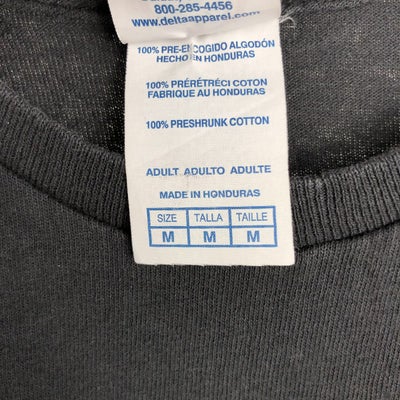 800-285-4456
www.deltaapparel.com
100% PRE-ENCOGIDO ALGODÓN
HECHO EN HONDURAS
100% PRÉRÉTRÉCI COTON
FABRIQUE AU HONDURAS
100% PRESHRUNK COTTON
ADULT ADULTO ADULTE
MADE IN HONDURAS
SIZE TALLA TAILLE
M M M